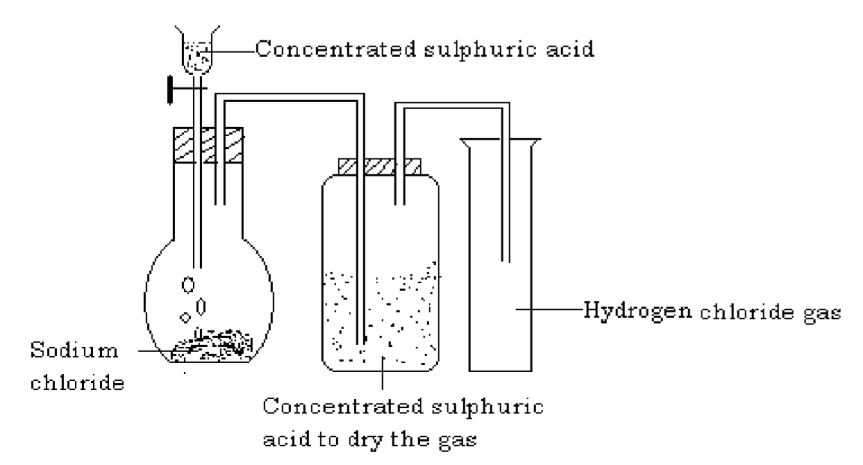 Concentrated sulphuric acid
Hydrogen chloride gas
Sodium
chloride
Concentrated sulphuric
acid to dry the gas